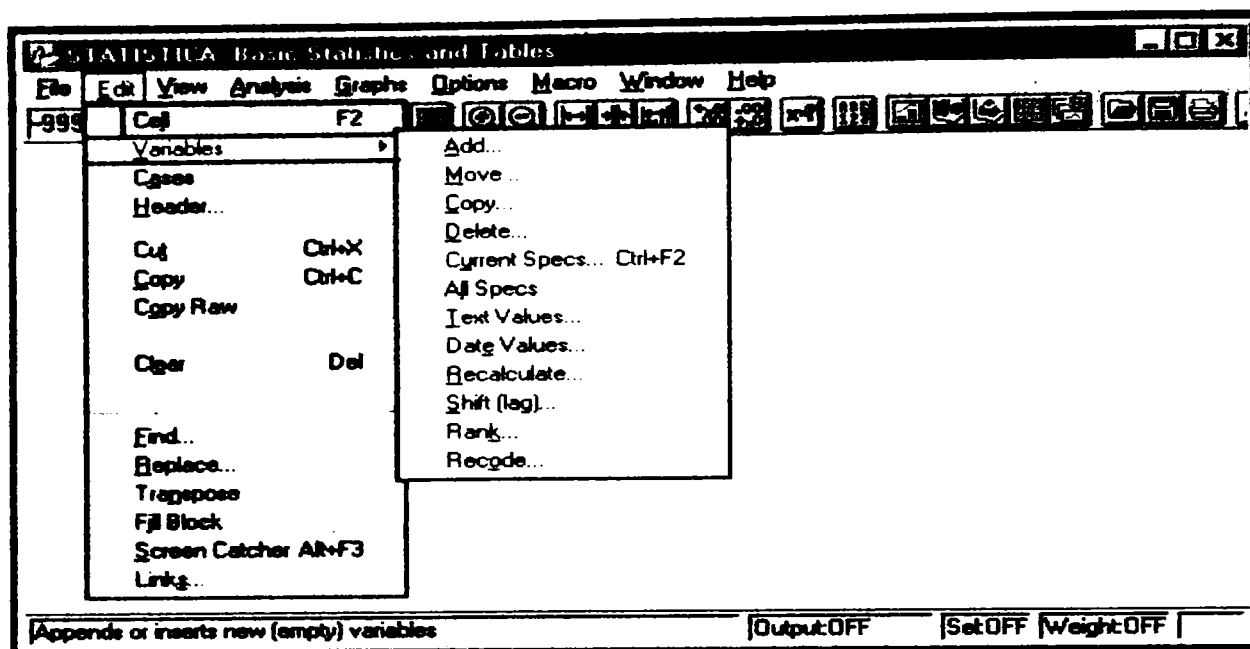 STATISTICA: Basic Statistics and Tables
File Edit View Analysis Graphs Options Macro Window Help
-999
Cell F2
Variables
Cases
Header...
Cut Ctrl+X
Copy Ctrl+C
Copy Raw
Clear Del
Find...
Replace...
Transpose
Fill Block
Screen Catcher Alt+F3
Links...
Add...
Move...
Copy...
Delete...
Current Specs... Ctrl+F2
All Specs
Text Values...
Date Values...
Recalculate...
Shift (lag)...
Rank...
Recode...
Appends or inserts new (empty) variables
Output:OFF
Sel:OFF
Weight:OFF